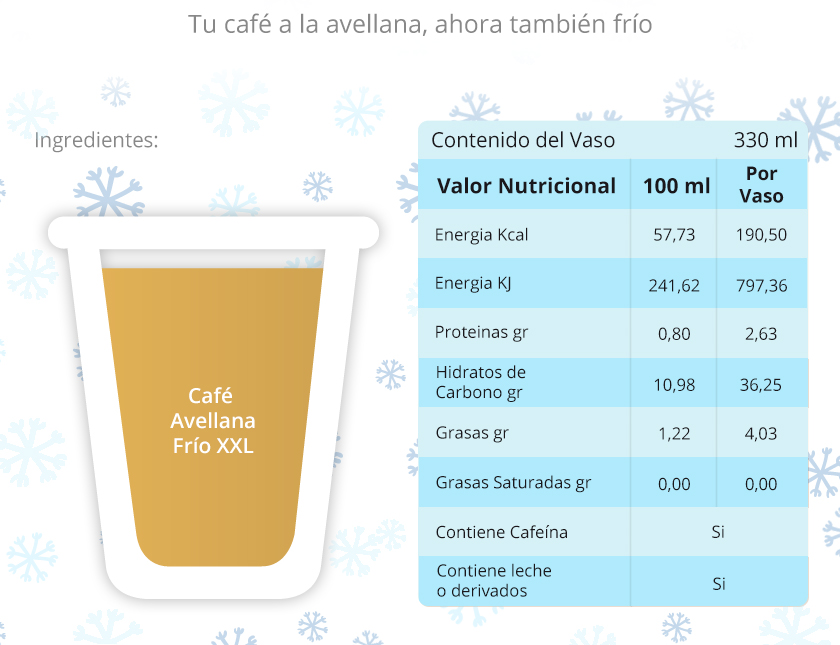 Tu café a la avellana, ahora también frío
Ingredientes:
Café
Avellana
Frío XXL
Contenido del Vaso 330 ml
Valor Nutricional 100 ml Por Vaso
Energia Kcal 57,73 190,50
Energia KJ 241,62 797,36
Proteinas gr 0,80 2,63
Hidratos de
Carbono gr 10,98 36,25
Grasas gr 1,22 4,03
Grasas Saturadas gr 0,00 0,00
Contiene Cafeína Si
Contiene leche
o derivados Si